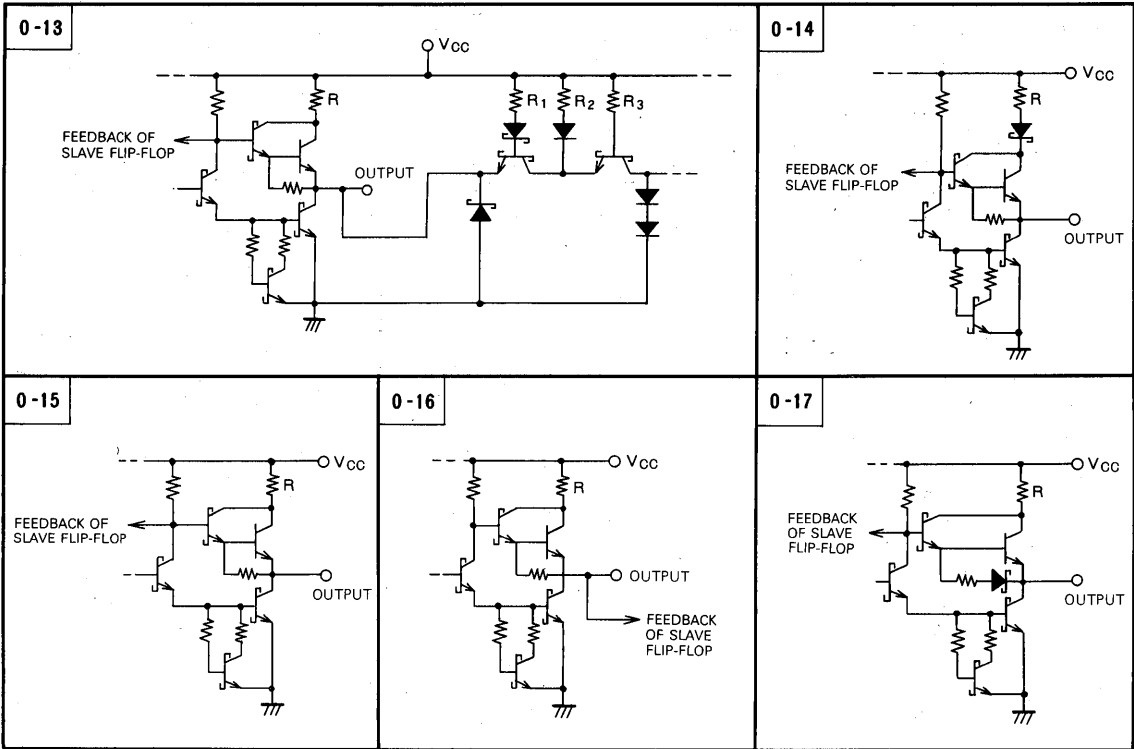 0-13
VCC
R
R1
R2
R3
FEEDBACK OF
SLAVE FLIP-FLOP
OUTPUT
0-14
VCC
R
FEEDBACK OF
SLAVE FLIP-FLOP
OUTPUT
0-15
VCC
R
FEEDBACK OF
SLAVE FLIP-FLOP
OUTPUT
0-16
VCC
R
OUTPUT
FEEDBACK
OF SLAVE
FLIP-FLOP
0-17
VCC
R
FEEDBACK
OF SLAVE
FLIP-FLOP
OUTPUT